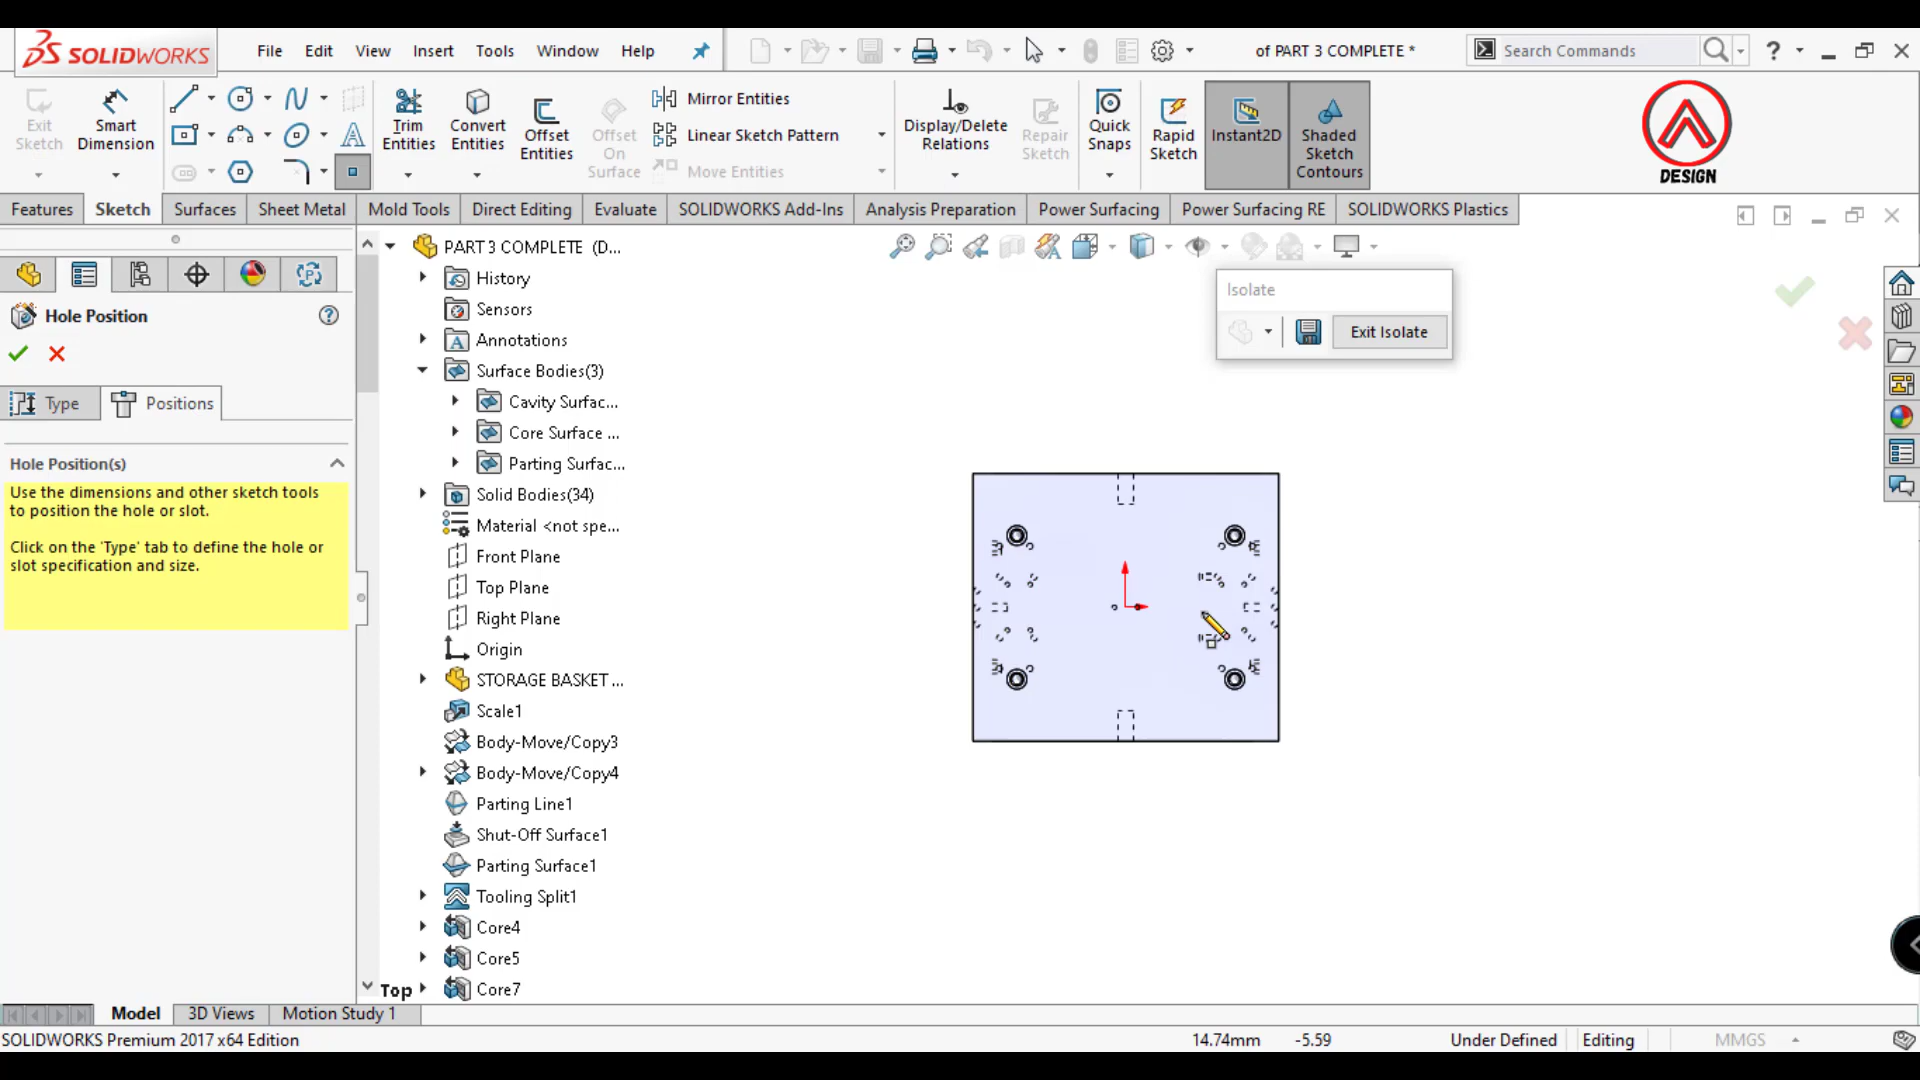 SOLIDWORKS
File Edit View Insert Tools Window Help
of PART 3 COMPLETE *
Search Commands
?
Exit Sketch
Smart Dimension
Trim Entities
Convert Entities
Offset Entities
Offset On Surface
Mirror Entities
Linear Sketch Pattern
Move Entities
Display/Delete Relations
Repair Sketch
Quick Snaps
Rapid Sketch
Instant2D
Shaded Sketch Contours
DESIGN
Features Sketch Surfaces Sheet Metal Mold Tools Direct Editing Evaluate SOLIDWORKS Add-Ins Analysis Preparation Power Surfacing Power Surfacing RE SOLIDWORKS Plastics
Hole Position
Type Positions
Hole Position(s)
Use the dimensions and other sketch tools
to position the hole or slot.
Click on the 'Type' tab to define the hole or
slot specification and size.
PART 3 COMPLETE (D...
History
Sensors
Annotations
Surface Bodies(3)
Cavity Surfac...
Core Surface ...
Parting Surfac...
Solid Bodies(34)
Material <not spe...
Front Plane
Top Plane
Right Plane
Origin
STORAGE BASKET ...
Scale1
Body-Move/Copy3
Body-Move/Copy4
Parting Line1
Shut-Off Surface1
Parting Surface1
Tooling Split1
Core4
Core5
Core7
Isolate
Exit Isolate
Top
Model 3D Views Motion Study 1
SOLIDWORKS Premium 2017 x64 Edition
14.74mm -5.59 Under Defined Editing MMGS